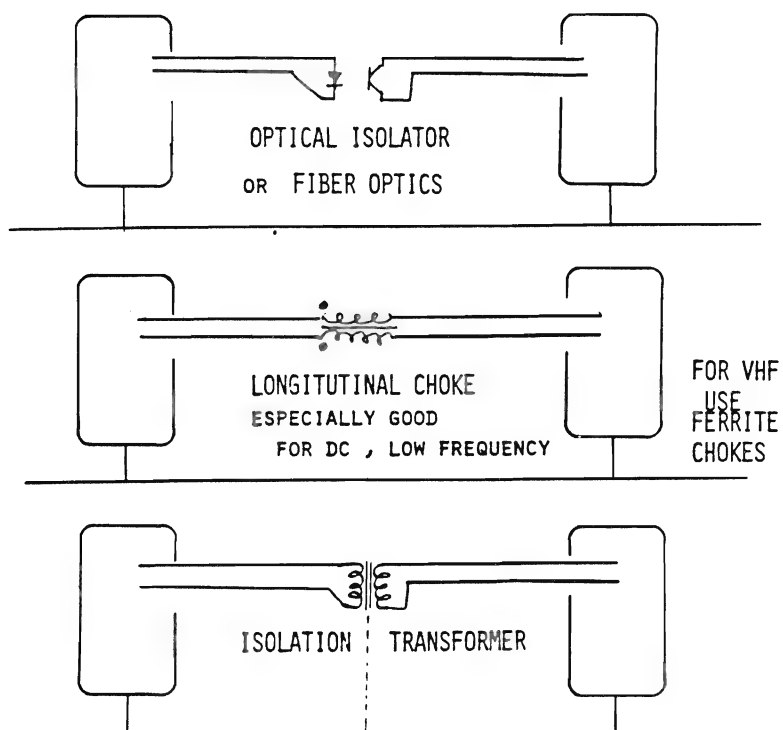 OPTICAL ISOLATOR
OR FIBER OPTICS
LONGITUTINAL CHOKE
ESPECIALLY GOOD
FOR DC , LOW FREQUENCY
FOR VHF
USE
FERRITE
CHOKES
ISOLATION TRANSFORMER